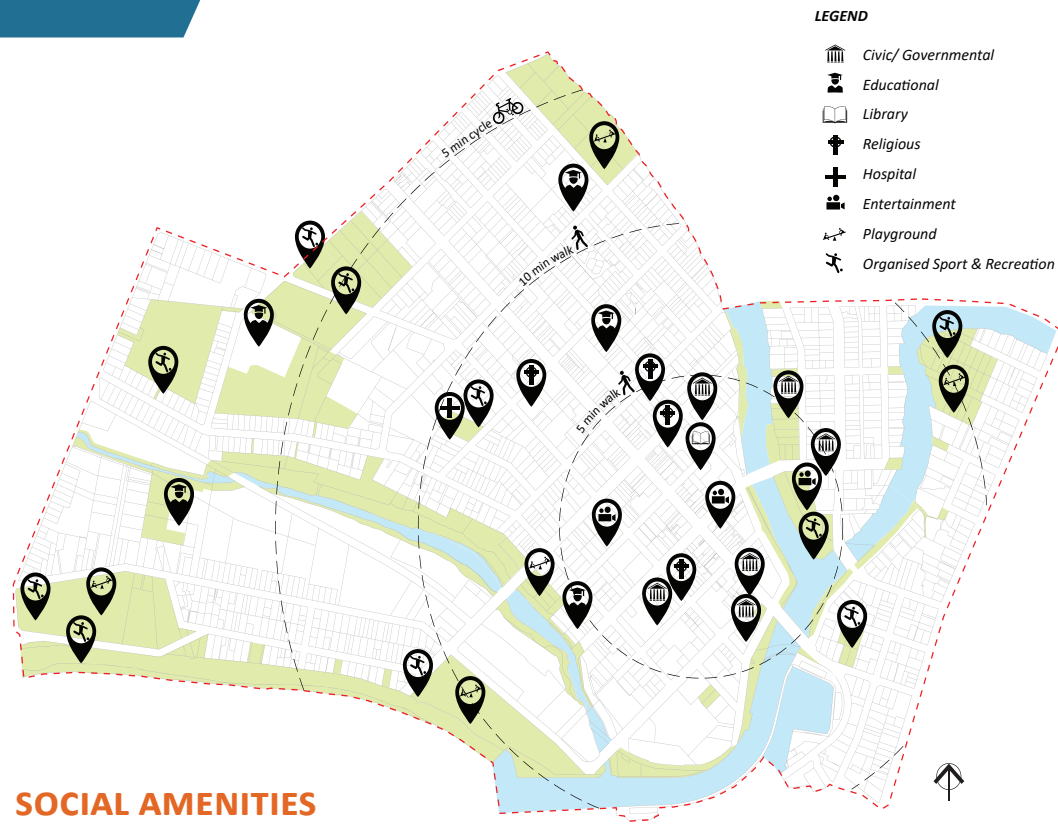 LEGEND
Civic/ Governmental
Educational
Library
Religious
Hospital
Entertainment
Playground
Organised Sport & Recreation
5 min cycle
10 min walk
5 min walk
SOCIAL AMENITIES